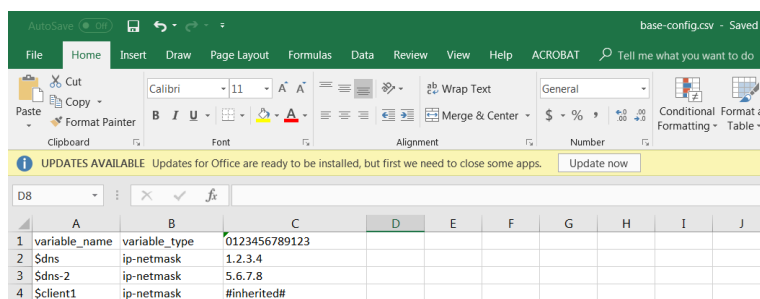 AutoSave Off base-config.csv - Saved
File Home Insert Draw Page Layout Formulas Data Review View Help ACROBAT Tell me what you want to do
Cut
Copy
Format Painter
Paste
Clipboard
Calibri 11 A A
B I U A
Font
Wrap Text
Merge & Center
Alignment
General
$ % , .00
Number
Conditional Format a
Formatting Table
UPDATES AVAILABLE Updates for Office are ready to be installed, but first we need to close some apps. Update now
D8 fx
A B C D E F G H I J
1 variable_name variable_type 0123456789123
2 $dns ip-netmask 1.2.3.4
3 $dns-2 ip-netmask 5.6.7.8
4 $client1 ip-netmask #inherited#